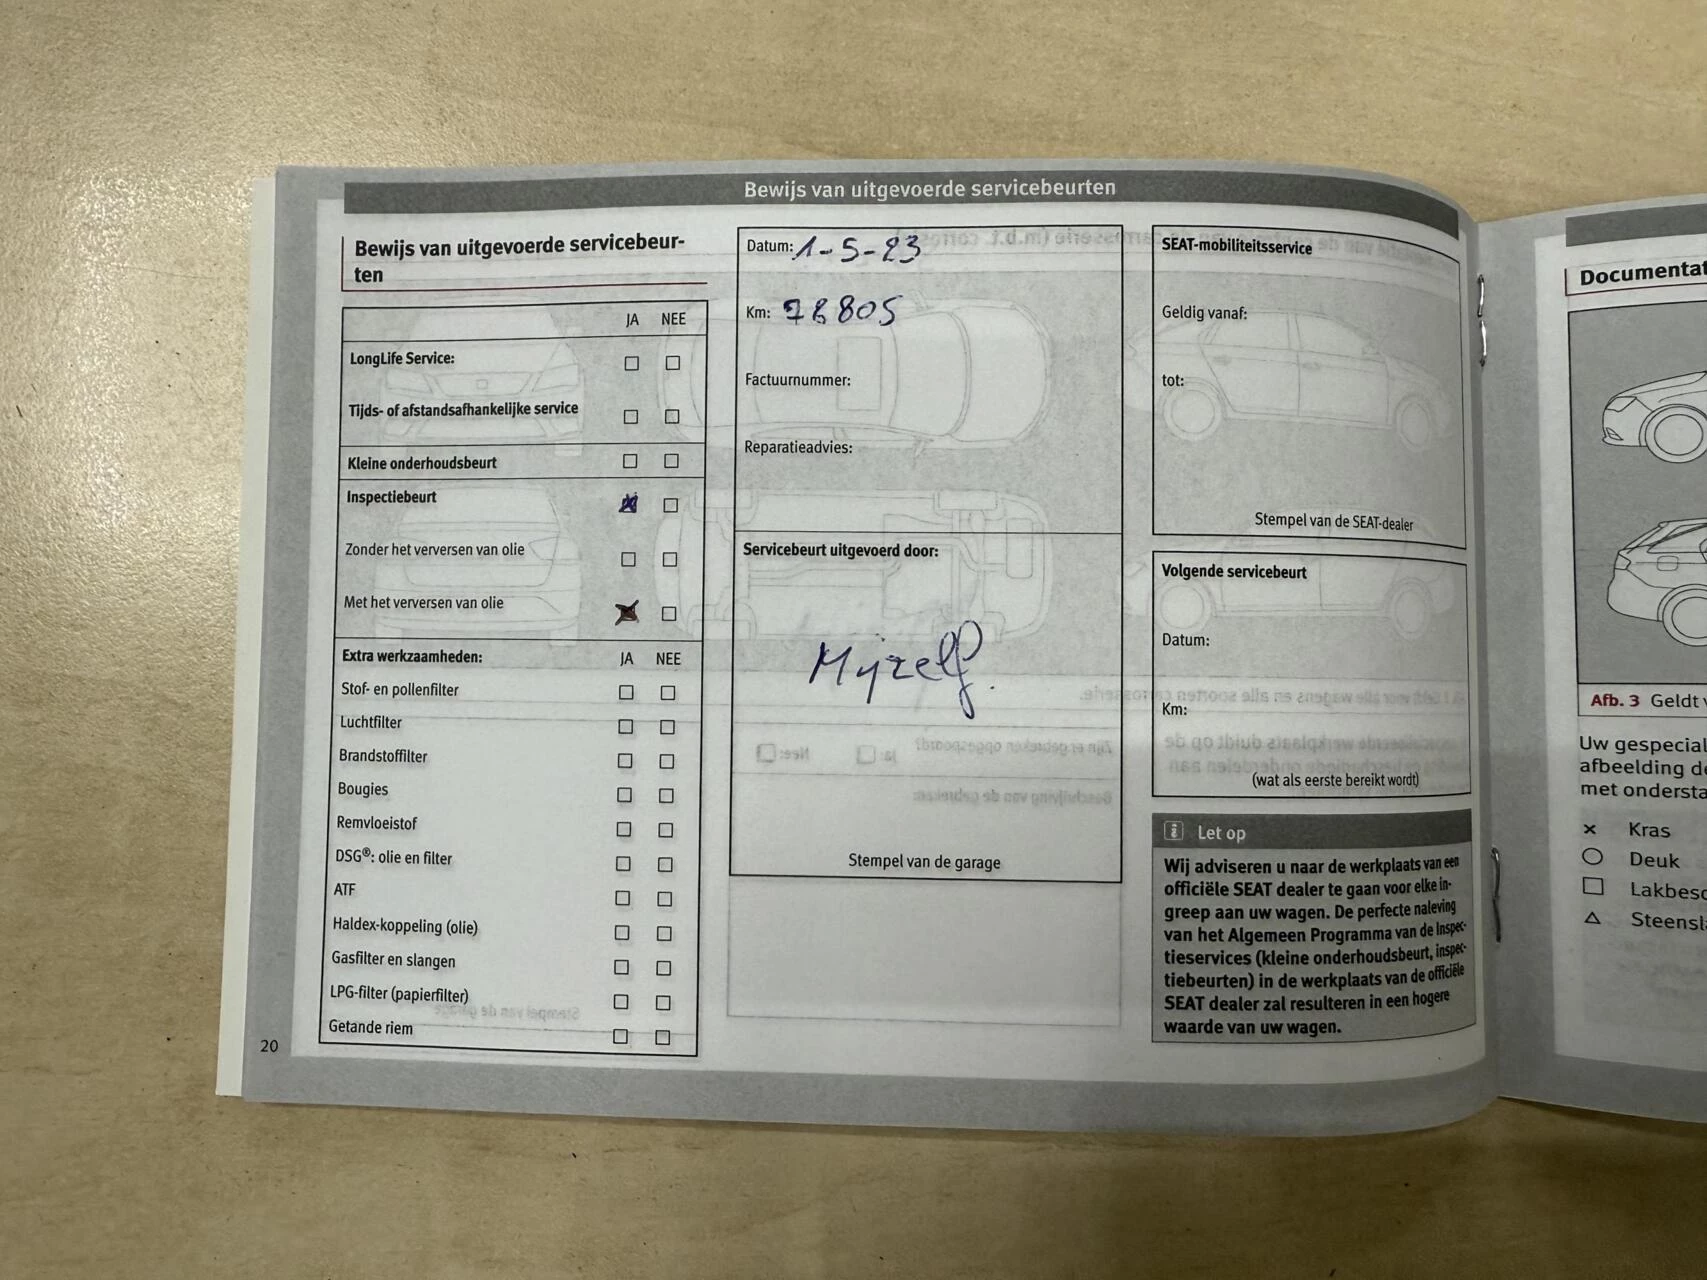 Bewijs van uitgevoerde servicebeurten
Bewijs van uitgevoerde servicebeur-
ten
JA NEE
LongLife Service:
Tijds- of afstandsafhankelijke service
Kleine onderhoudsbeurt
Inspectiebeurt
Zonder het verversen van olie
Met het verversen van olie
Extra werkzaamheden: JA NEE
Stof- en pollenfilter
Luchtfilter
Brandstoffilter
Bougies
Remvloeistof
DSG®: olie en filter
ATF
Haldex-koppeling (olie)
Gasfilter en slangen
LPG-filter (papierfilter)
Getande riem
20
Datum: 1-5-23
Km: 78805
Factuurnummer:
Reparatieadvies:
Servicebeurt uitgevoerd door:
Mijzelf.
Stempel van de garage
SEAT-mobiliteitsservice
Geldig vanaf:
tot:
Stempel van de SEAT-dealer
Volgende servicebeurt
Datum:
Km:
(wat als eerste bereikt wordt)
Let op
Wij adviseren u naar de werkplaats van een
officiële SEAT dealer te gaan voor elke in-
greep aan uw wagen. De perfecte naleving
van het Algemeen Programma van de Inspec-
tieservices (kleine onderhoudsbeurt, inspec-
tiebeurten) in de werkplaats van de officiële
SEAT dealer zal resulteren in een hogere
waarde van uw wagen.
Documentat
Afb. 3 Geldt v
Uw gespecial
afbeelding de
met ondersta
Kras
Deuk
Lakbesc
Steensla